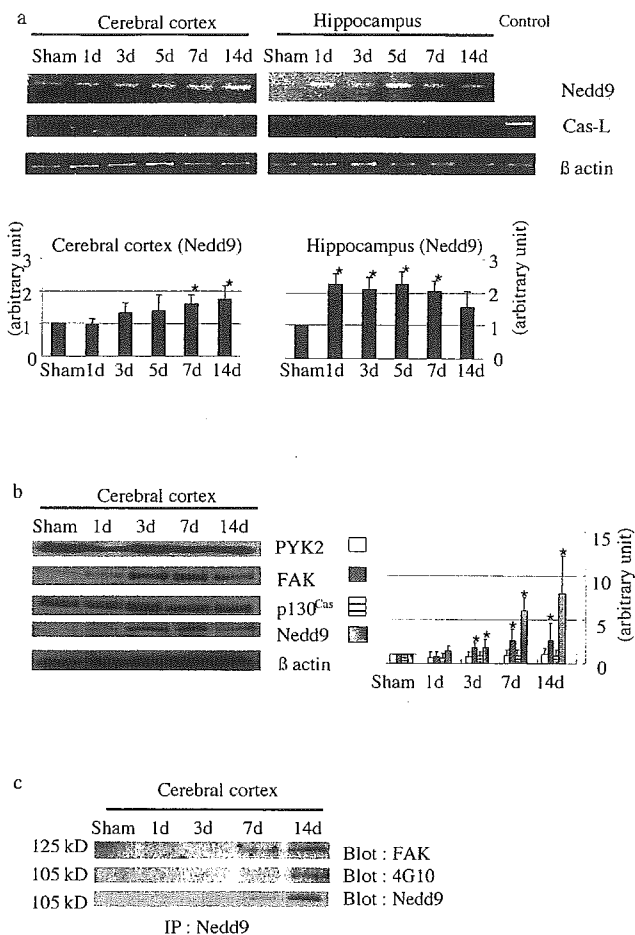 a
Cerebral cortex Hippocampus Control
Sham 1d 3d 5d 7d 14d Sham 1d 3d 5d 7d 14d
Nedd9
Cas-L
ß actin
Cerebral cortex (Nedd9)
(arbitrary unit)
3
2
1
0
* *
Sham 1d 3d 5d 7d 14d
Hippocampus (Nedd9)
* * * *
3
2
1
0
(arbitrary unit)
Sham 1d 3d 5d 7d 14d
b
Cerebral cortex
Sham 1d 3d 7d 14d
PYK2
FAK
p130Cas
Nedd9
ß actin
15
10
5
0
(arbitrary unit)
* * * * * *
Sham 1d 3d 7d 14d
c
Cerebral cortex
Sham 1d 3d 7d 14d
125 kD Blot : FAK
105 kD Blot : 4G10
105 kD Blot : Nedd9
IP : Nedd9